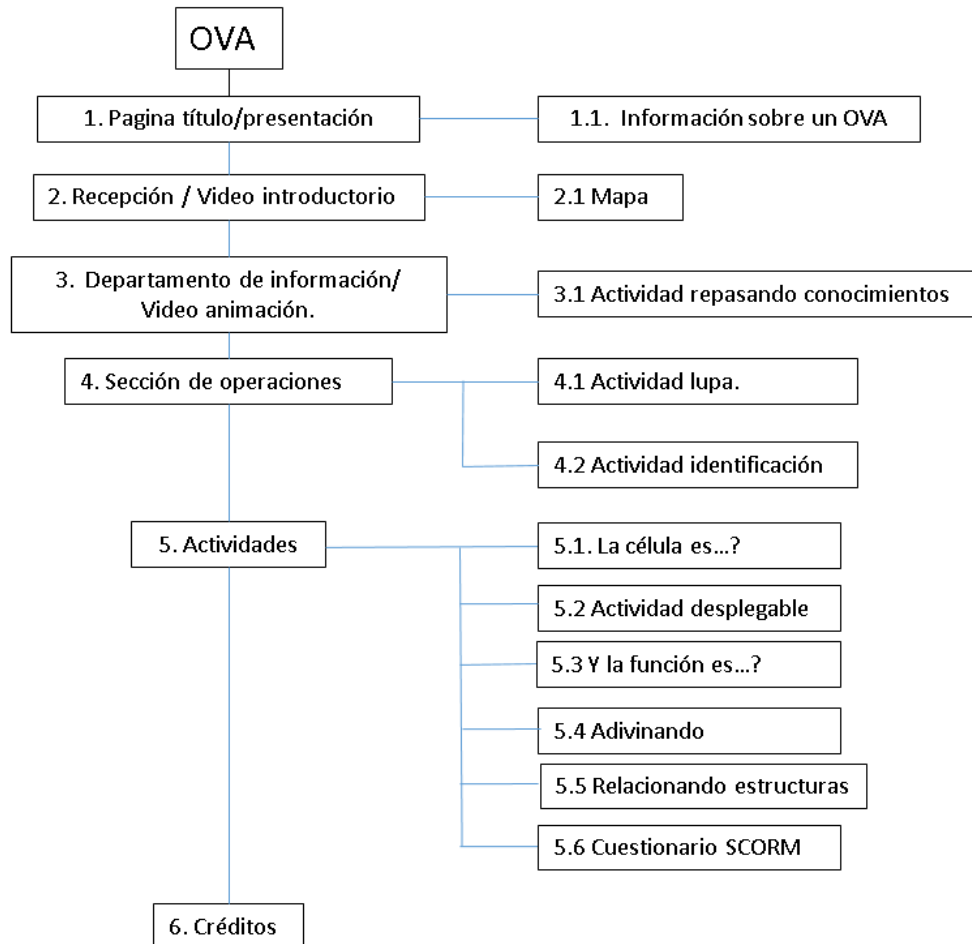 OVA
1. Pagina título/presentación
1.1. Información sobre un OVA
2. Recepción / Video introductorio
2.1 Mapa
3. Departamento de información/
Video animación.
3.1 Actividad repasando conocimientos
4. Sección de operaciones
4.1 Actividad lupa.
4.2 Actividad identificación
5. Actividades
5.1. La célula es...?
5.2 Actividad desplegable
5.3 Y la función es...?
5.4 Adivinando
5.5 Relacionando estructuras
5.6 Cuestionario SCORM
6. Créditos